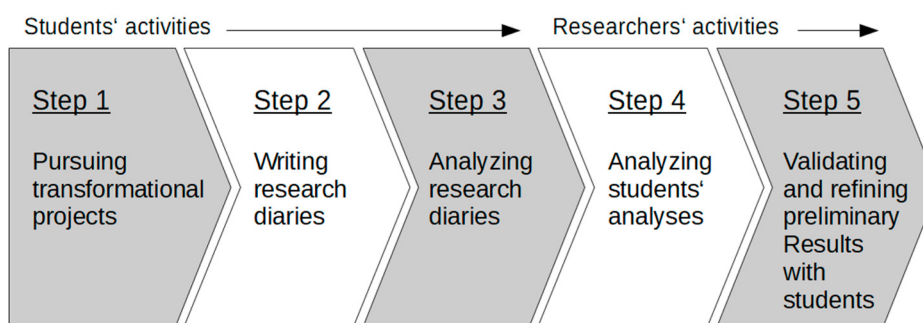 Students‘ activities
Researchers‘ activities
Step 1
Pursuing
transformational
projects
Step 2
Writing
research
diaries
Step 3
Analyzing
research
diaries
Step 4
Analyzing
students‘
analyses
Step 5
Validating
and refining
preliminary
Results
with
students